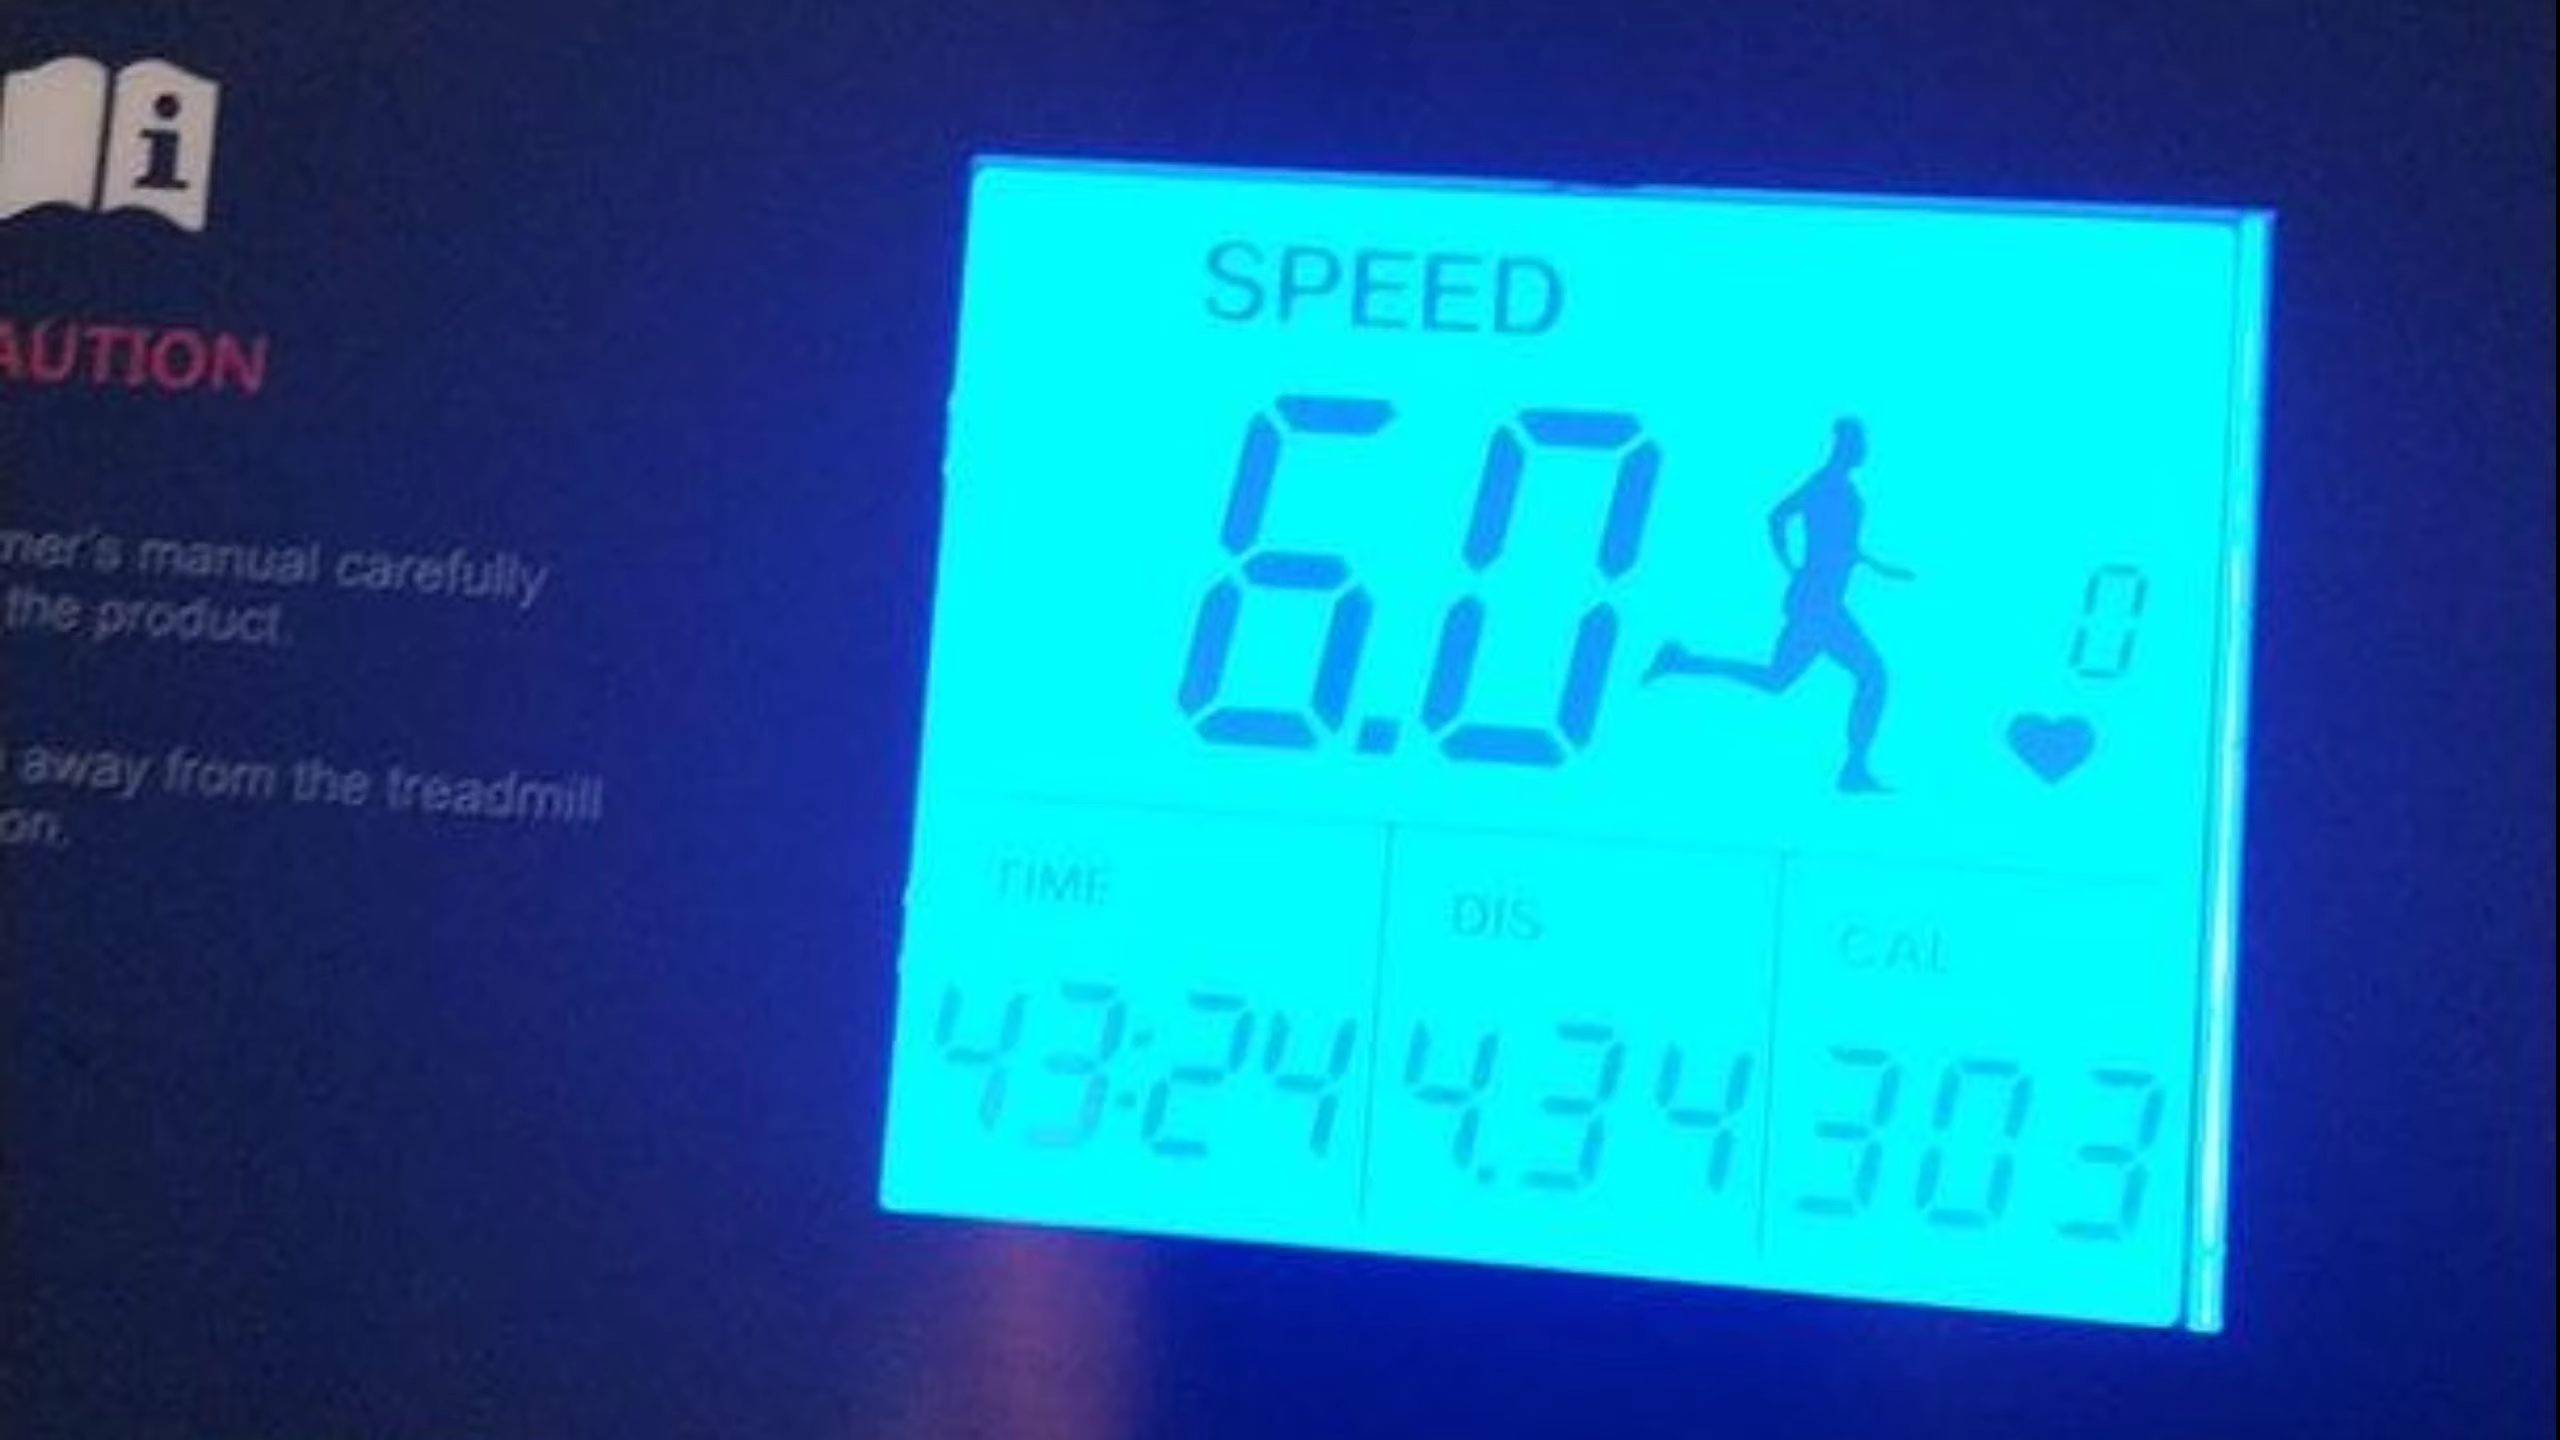 i
AUTION
mer's manual carefully
the product.
away from the treadmill
on.
SPEED
6.0
0
TIME DIS CAL
43:24 4.34 303